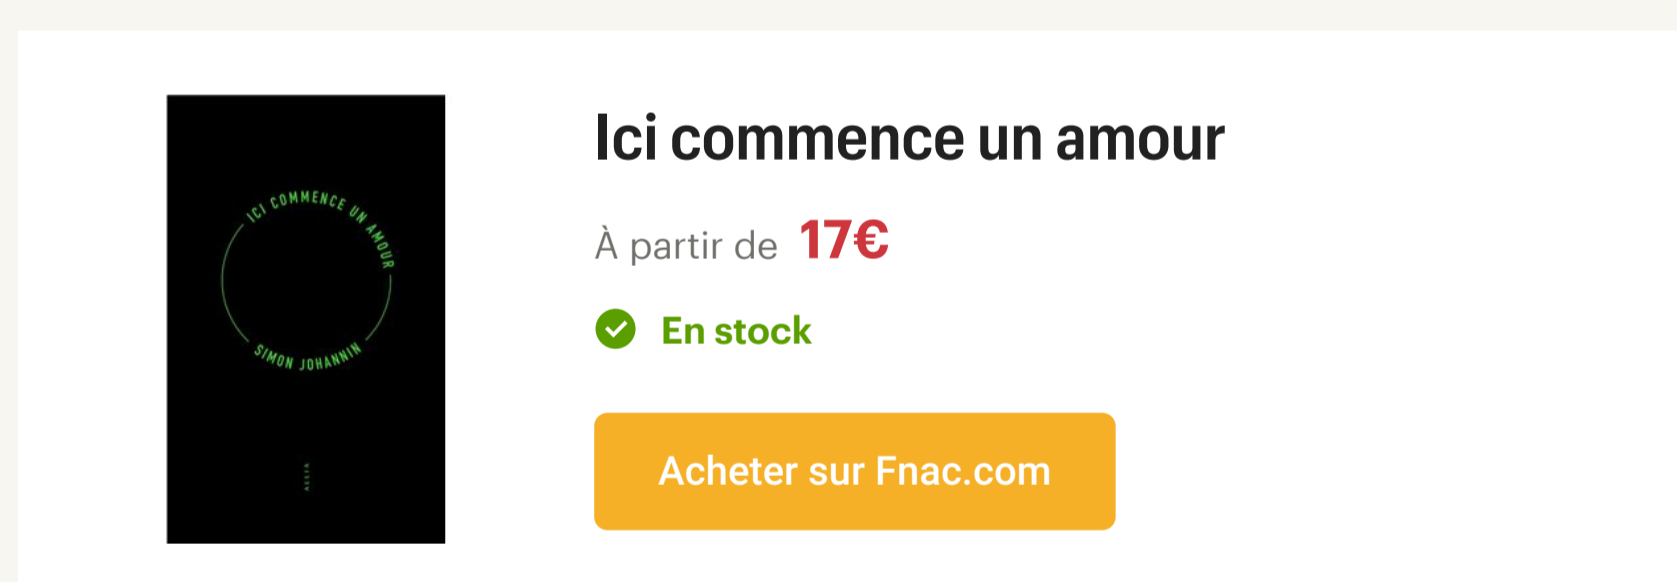 ICI COMMENCE UN AMOUR
SIMON JOHANNIN
Ici commence un amour
À partir de 17€
En stock
Acheter sur Fnac.com